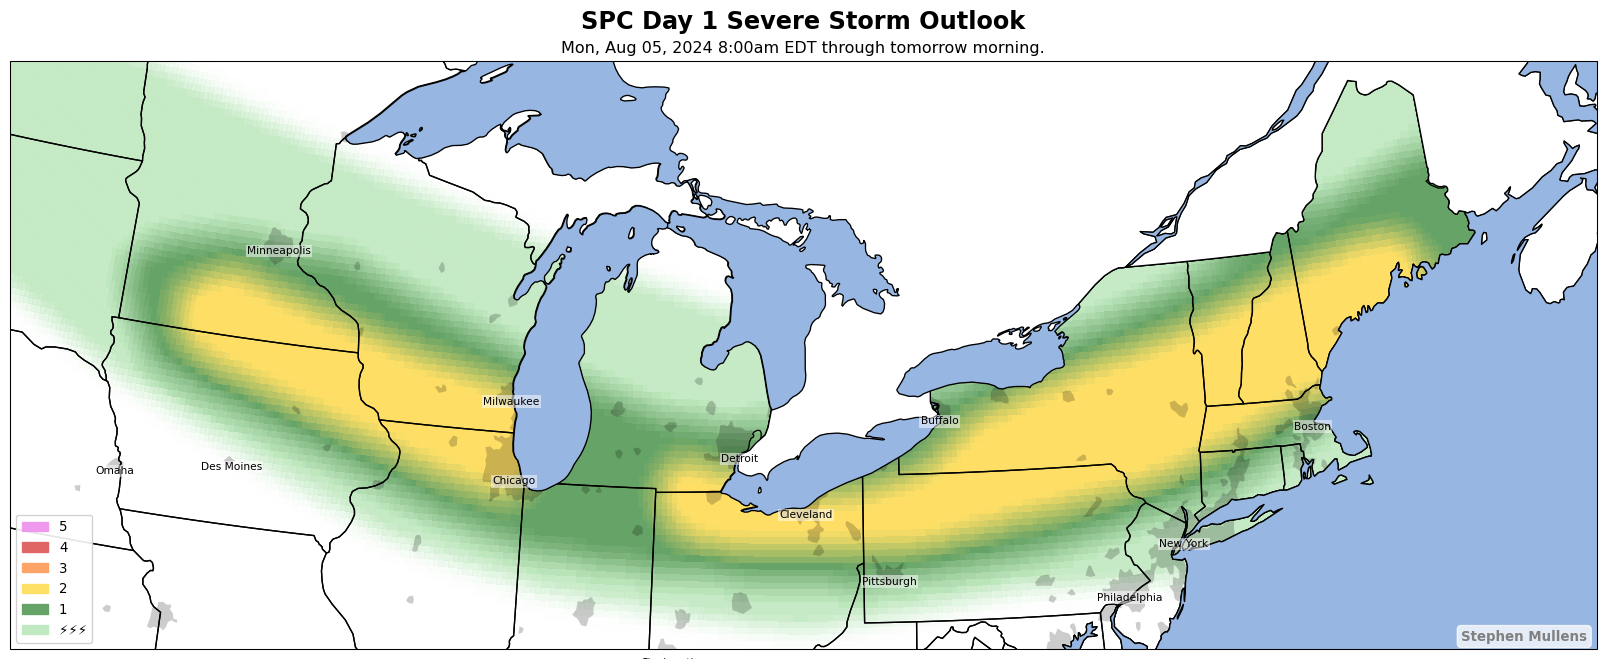 SPC Day 1 Severe Storm Outlook
Mon, Aug 05, 2024 8:00am EDT through tomorrow morning.
Minneapolis
Milwaukee
Buffalo
Boston
Detroit
Omaha
Des Moines
Chicago
Cleveland
New York
Pittsburgh
Philadelphia
5
4
3
2
1
⚡⚡⚡
Stephen Mullens